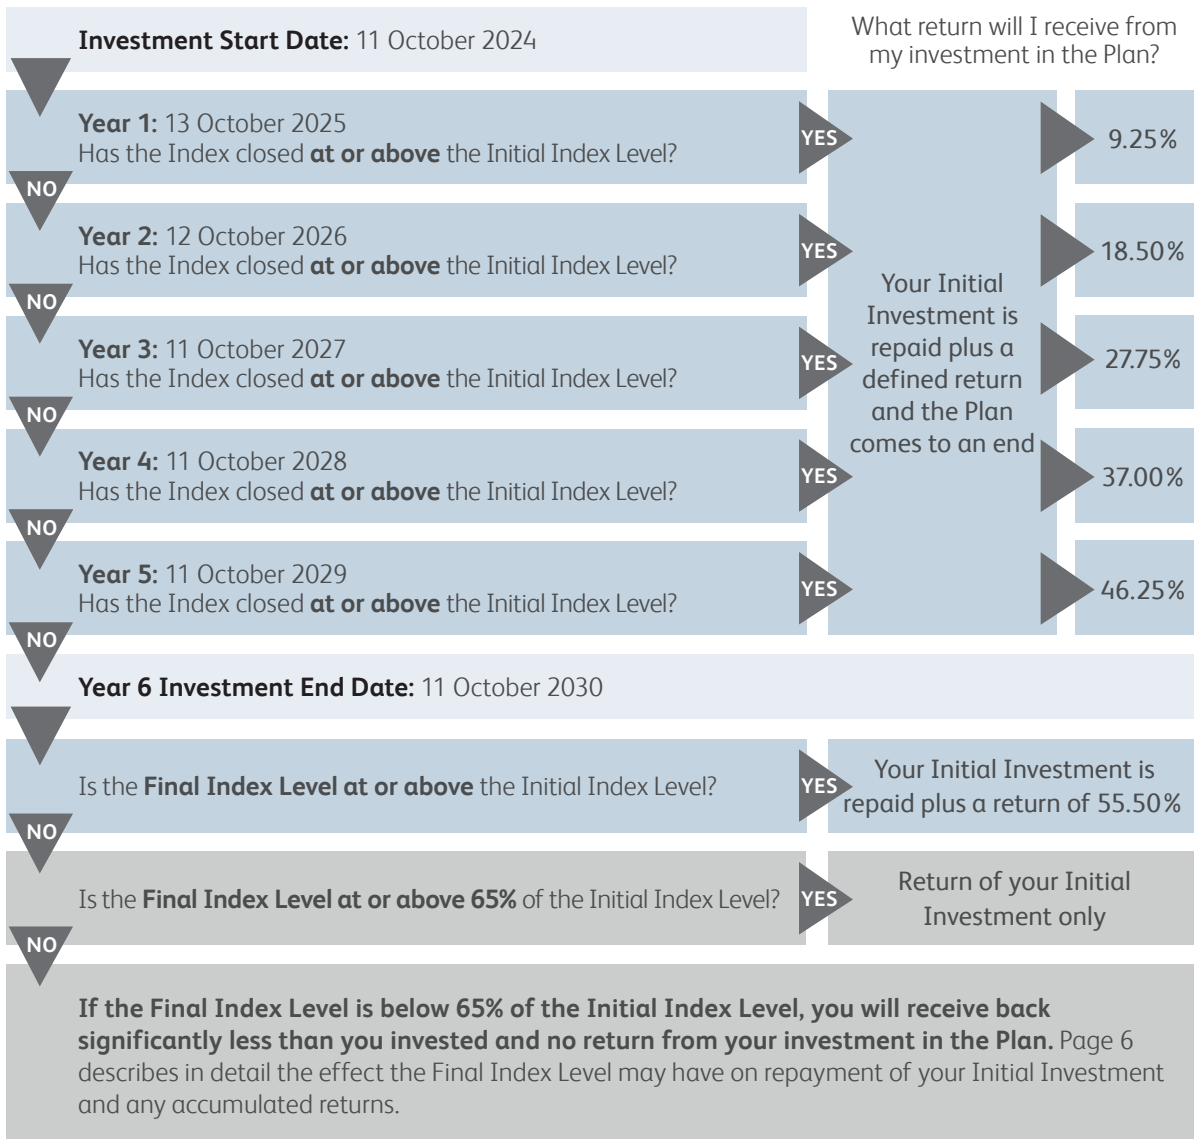 Investment Start Date: 11 October 2024
What return will I receive from
my investment in the Plan?
Year 1: 13 October 2025
Has the Index closed at or above the Initial Index Level?
YES
9.25%
NO
Year 2: 12 October 2026
Has the Index closed at or above the Initial Index Level?
YES
18.50%
NO
Year 3: 11 October 2027
Has the Index closed at or above the Initial Index Level?
YES
27.75%
NO
Year 4: 11 October 2028
Has the Index closed at or above the Initial Index Level?
YES
37.00%
NO
Year 5: 11 October 2029
Has the Index closed at or above the Initial Index Level?
YES
46.25%
NO
Your Initial
Investment is
repaid plus a
defined return
and the Plan
comes to an end
Year 6 Investment End Date: 11 October 2030
Is the Final Index Level at or above the Initial Index Level?
YES
Your Initial Investment is
repaid plus a return of 55.50%
NO
Is the Final Index Level at or above 65% of the Initial Index Level?
YES
Return of your Initial
Investment only
NO
If the Final Index Level is below 65% of the Initial Index Level, you will receive back
significantly less than you invested and no return from your investment in the Plan. Page 6
describes in detail the effect the Final Index Level may have on repayment of your Initial Investment
and any accumulated returns.